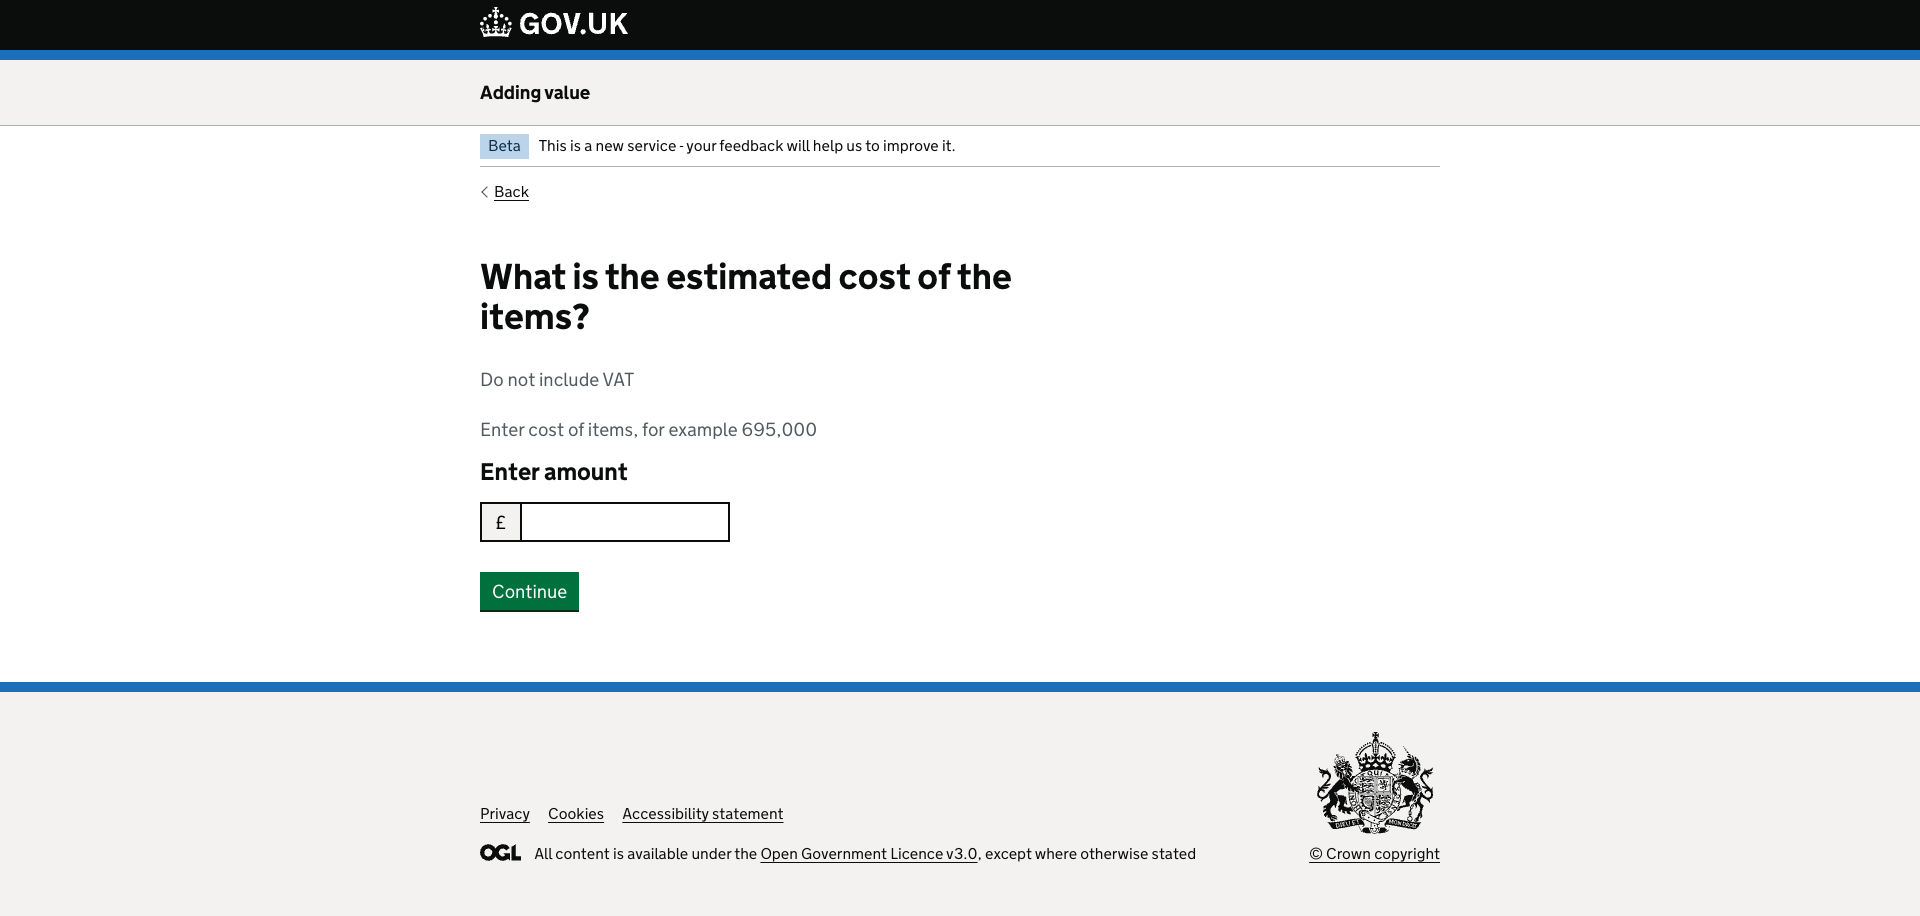 GOV.UK
Adding value
Beta This is a new service - your feedback will help us to improve it.
Back
What is the estimated cost of the
items?
Do not include VAT
Enter cost of items, for example 695,000
Enter amount
£
Continue
Privacy Cookies Accessibility statement
OGL All content is available under the Open Government Licence v3.0, except where otherwise stated
© Crown copyright